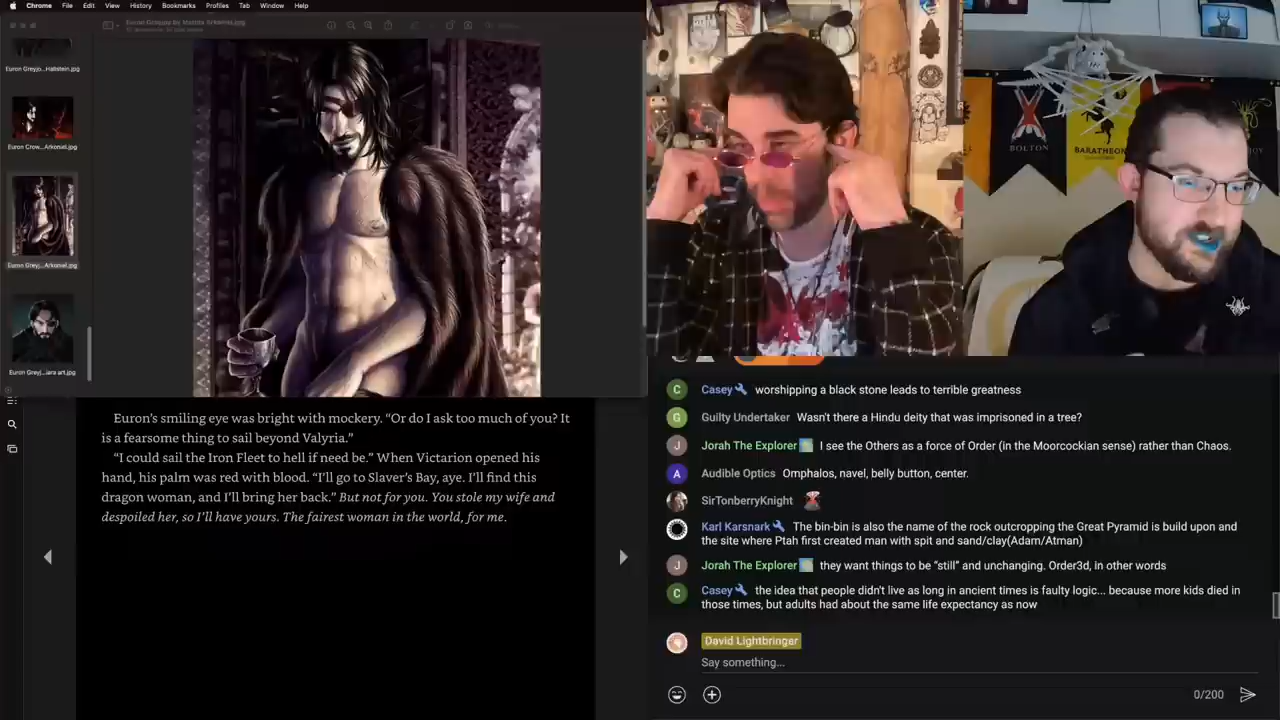 Chrome File Edit View History Bookmarks Profiles Tab Window Help
Euron Greyjoy by Mathia Arkoniel.jpg
Euron Greyjo...Hallstein.jpg
Euron Crow...Arkoniel.jpg
Euron Greyj...Arkoniel.jpg
Euron Greyj...iara art.jpg
BOLTON
BARATHEON
Euron’s smiling eye was bright with mockery. “Or do I ask too much of you? It
is a fearsome thing to sail beyond Valyria.”
“I could sail the Iron Fleet to hell if need be.” When Victarion opened his
hand, his palm was red with blood. “I’ll go to Slaver’s Bay, aye. I’ll find this
dragon woman, and I’ll bring her back.” But not for you. You stole my wife and
despoiled her, so I’ll have yours. The fairest woman in the world, for me.
C Casey worshipping a black stone leads to terrible greatness
G Guilty Undertaker Wasn't there a Hindu deity that was imprisoned in a tree?
J Jorah The Explorer I see the Others as a force of Order (in the Moorcockian sense) rather than Chaos.
A Audible Optics Omphalos, navel, belly button, center.
SirTonberryKnight
Karl Karsnark The bin-bin is also the name of the rock outcropping the Great Pyramid is build upon and
the site where Ptah first created man with spit and sand/clay(Adam/Atman)
J Jorah The Explorer they want things to be “still” and unchanging. Order3d, in other words
C Casey the idea that people didn't live as long in ancient times is faulty logic... because more kids died in
those times, but adults had about the same life expectancy as now
David Lightbringer
Say something...
0/200